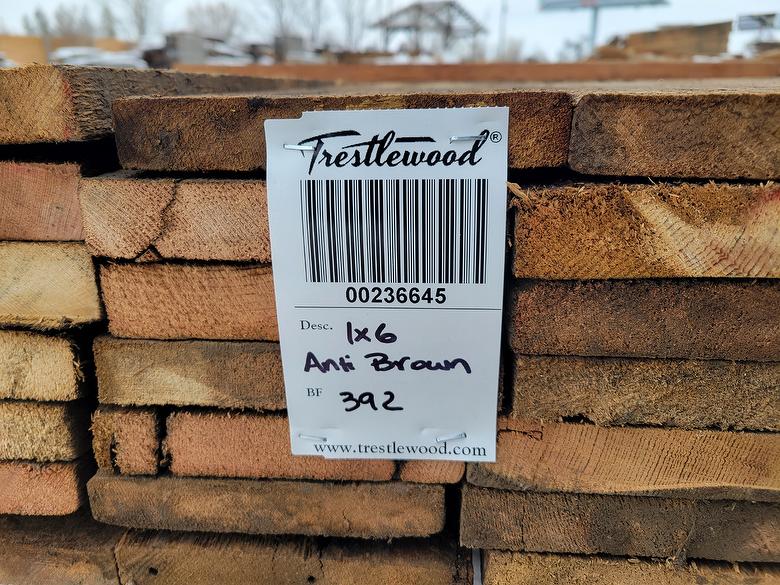 Trestlewood®
00236645
Desc. 1x6
Anti Brown
BF 392
www.trestlewood.com